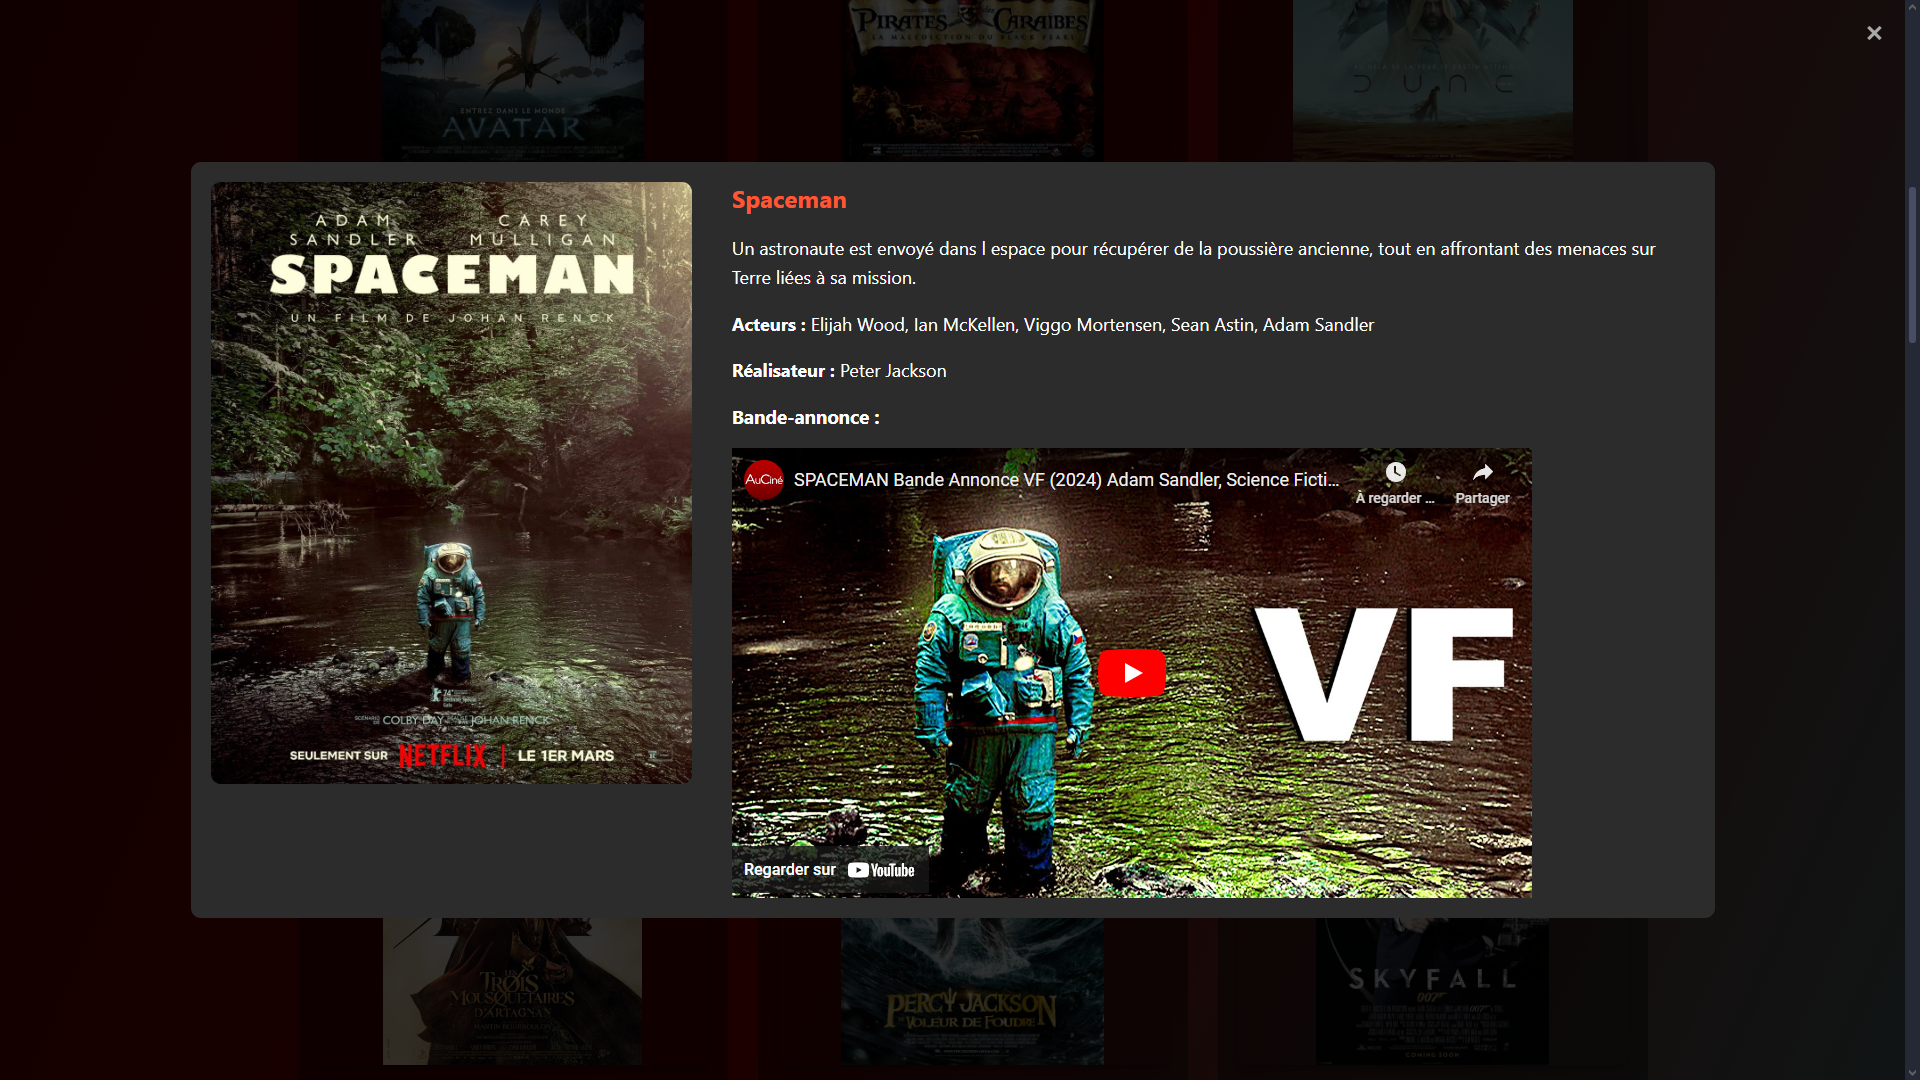 PIRATES DES CARAIBES
LA MALÉDICTION DU BLACK PEARL
ENTREZ DANS LE MONDE
AVATAR
DUNE
×
ADAM SANDLER
CAREY MULLIGAN
SPACEMAN
UN FILM DE JOHAN RENCK
COLBY DAY
JOHAN RENCK
SEULEMENT SUR NETFLIX | LE 1ER MARS
Spaceman
Un astronaute est envoyé dans l espace pour récupérer de la poussière ancienne, tout en affrontant des menaces sur
Terre liées à sa mission.
Acteurs : Elijah Wood, Ian McKellen, Viggo Mortensen, Sean Astin, Adam Sandler
Réalisateur : Peter Jackson
Bande-annonce :
AuCiné
SPACEMAN Bande Annonce VF (2024) Adam Sandler, Science Ficti...
À regarder ...
Partager
VF
Regarder sur YouTube
LES TROIS
MOUSQUETAIRES
D'ARTAGNAN
PERCY JACKSON
VOLEUR DE FOUDRE
SKYFALL
007
COMING SOON